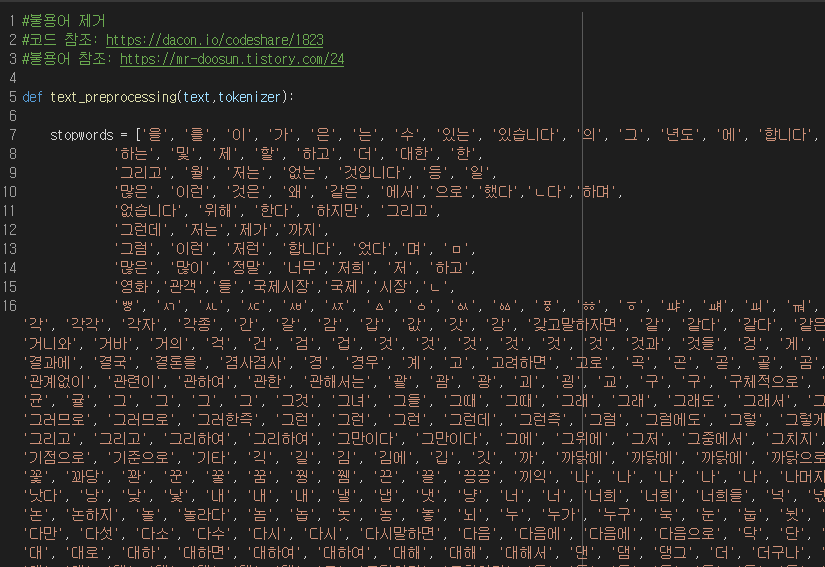 1 #불용어 제거
2 #코드 참조: https://dacon.io/codeshare/1823
3 #불용어 참조: https://mr-doosun.tistory.com/24
4
5 def text_preprocessing(text,tokenizer):
6
7 stopwords = ['을', '를', '이', '가', '은', '는', '수', '있는', '있습니다', '의', '그', '년도', '에', '합니다',
8 '하는', '및', '제', '할', '하고', '더', '대한', '한',
9 '그리고', '월', '저는', '없는', '것입니다', '등', '일',
10 '많은', '이런', '것은', '왜', '같은', '에서','으로','했다','ㄴ다','하며',
11 '없습니다', '위해', '한다', '하지만', '그리고',
12 '그런데', '저는','제가','까지',
13 '그럼', '이런', '저런', '합니다', '었다','며', 'ㅁ',
14 '많은', '많이', '정말', '너무','저희', '저', '하고',
15 '영화','관객','들','국제시장','국제','시장','ㄴ',
16
'각', '각각', '각자', '각종', '간', '갈', '감', '갑', '값', '갓', '강', '갖고말하자면', '같', '같다', '같다', '같은
'거니와', '거바', '거의', '걱', '건', '검', '겁', '것', '것', '것', '것', '것', '것', '것과', '것들', '겅', '게',
'결과에', '결국', '결론을', '겸사겸사', '경', '경우', '계', '고', '고려하면', '고로', '곡', '곤', '곧', '골', '곰
'관계없이', '관련이', '관하여', '관한', '관해서는', '괄', '괌', '광', '괴', '굉', '교', '구', '구', '구체적으로',
'균', '귤', '그', '그', '그', '그', '그것', '그녀', '그들', '그때', '그때', '그래', '그래', '그래도', '그래서', '그
'그러므로', '그러므로', '그러한즉', '그런', '그런', '그런', '그런데', '그런즉', '그럼', '그럼에도', '그렇', '그렇게
'그리고', '그리고', '그리하여', '그리하여', '그만이다', '그만이다', '그에', '그위에', '그저', '그중에서', '그치지',
'기점으로', '기준으로', '기타', '긱', '길', '김', '김에', '깁', '깃', '까', '까닭에', '까닭에', '까닭에', '까닭으
'꽃', '꽈당', '꽌', '꾼', '꿀', '꿈', '꿩', '꿰', '끈', '끌', '끙끙', '끼익', '나', '나', '나', '나', '나', '나머지
'낫다', '낭', '낮', '낯', '내', '내', '내', '낼', '냅', '냇', '냥', '너', '너', '너희', '너희', '너희들', '넉', '넋
'논', '논하지', '놀', '놀라다', '놈', '놉', '놋', '농', '놓', '뇌', '누', '누가', '누구', '눅', '눈', '눕', '뉫',
'다만', '다섯', '다소', '다수', '다시', '다시', '다시말하면', '다음', '다음에', '다음에', '다음으로', '닥', '단',
'대', '대로', '대하', '대하면', '대하여', '대하여', '대해', '대해', '대해서', '댄', '댐', '댕그', '더', '더구나',